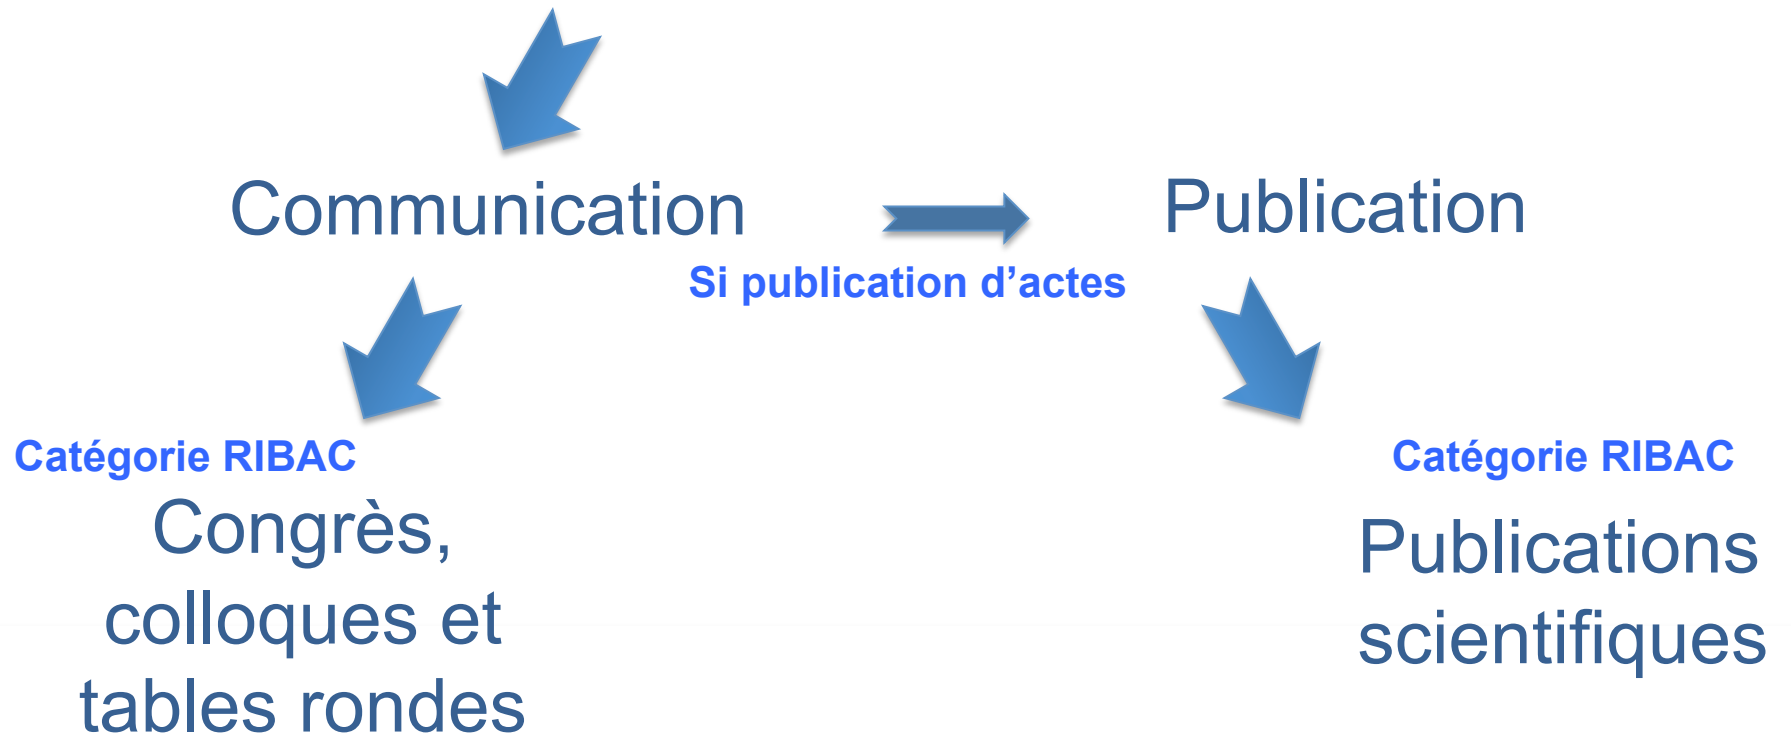 Communication
Publication
Si publication d’actes
Catégorie RIBAC
Congrès,
colloques et
tables rondes
Catégorie RIBAC
Publications
scientifiques